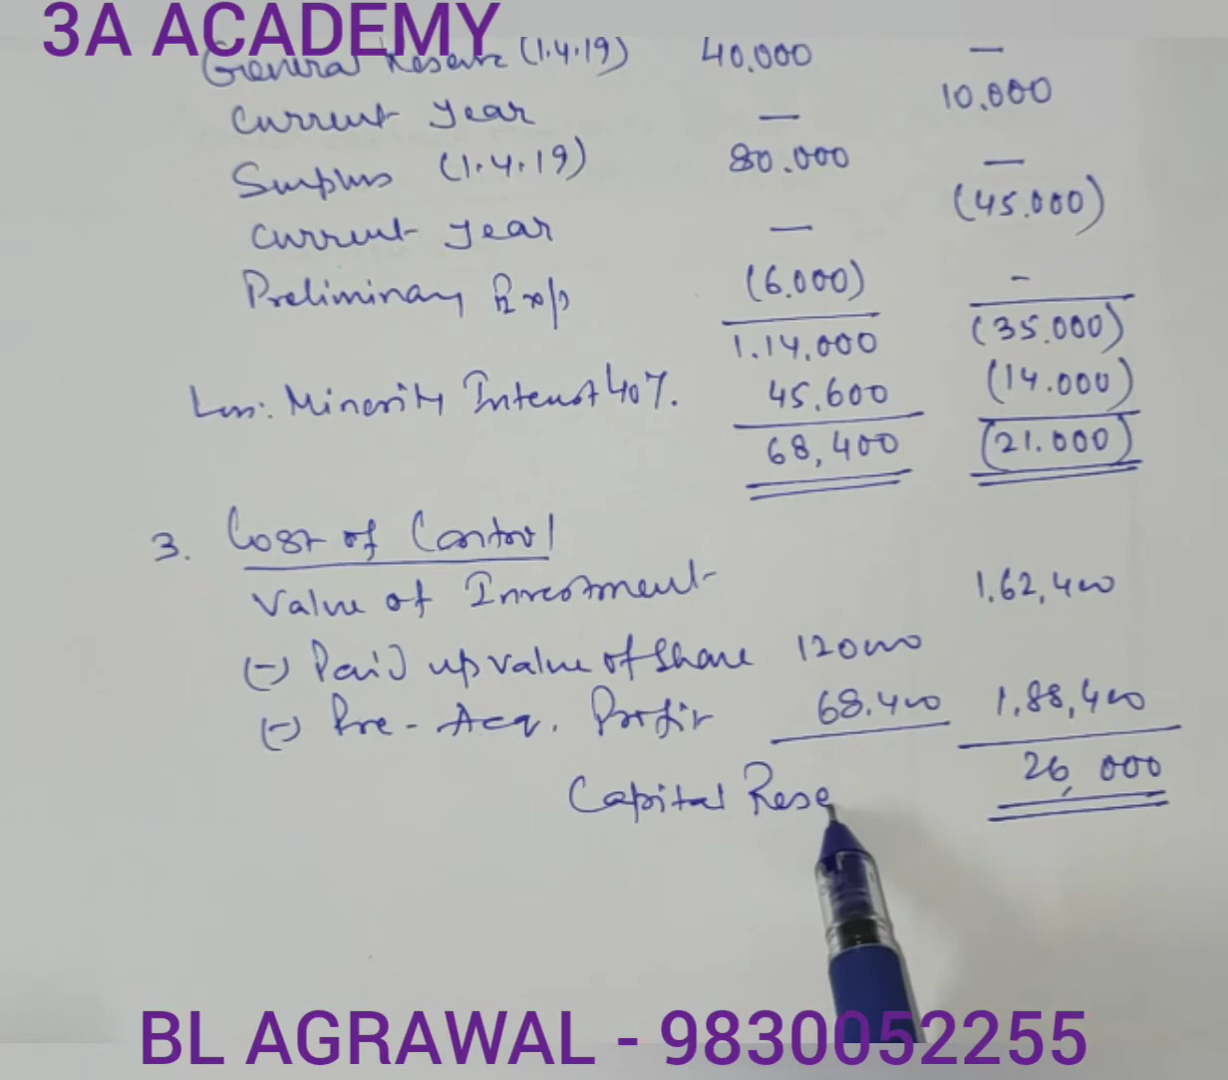 3A ACADEMY
General Reserve (1.4.19) 40.000 —
Current year — 10.000
Surplus (1.4.19) 80.000 —
Current year — (45.000)
Preliminary Exp (6.000) -
1.14,000 (35.000)
Less: Minority Interest 40%. 45.600 (14.000)
68,400 (21.000)
3. Cost of Control
Value of Investment 1,62,400
(-) Paid up value of Share 120000
(-) Pre-Acq. Profit 68.400 1,88,400
26,000
Capital Rese
BL AGRAWAL - 9830052255